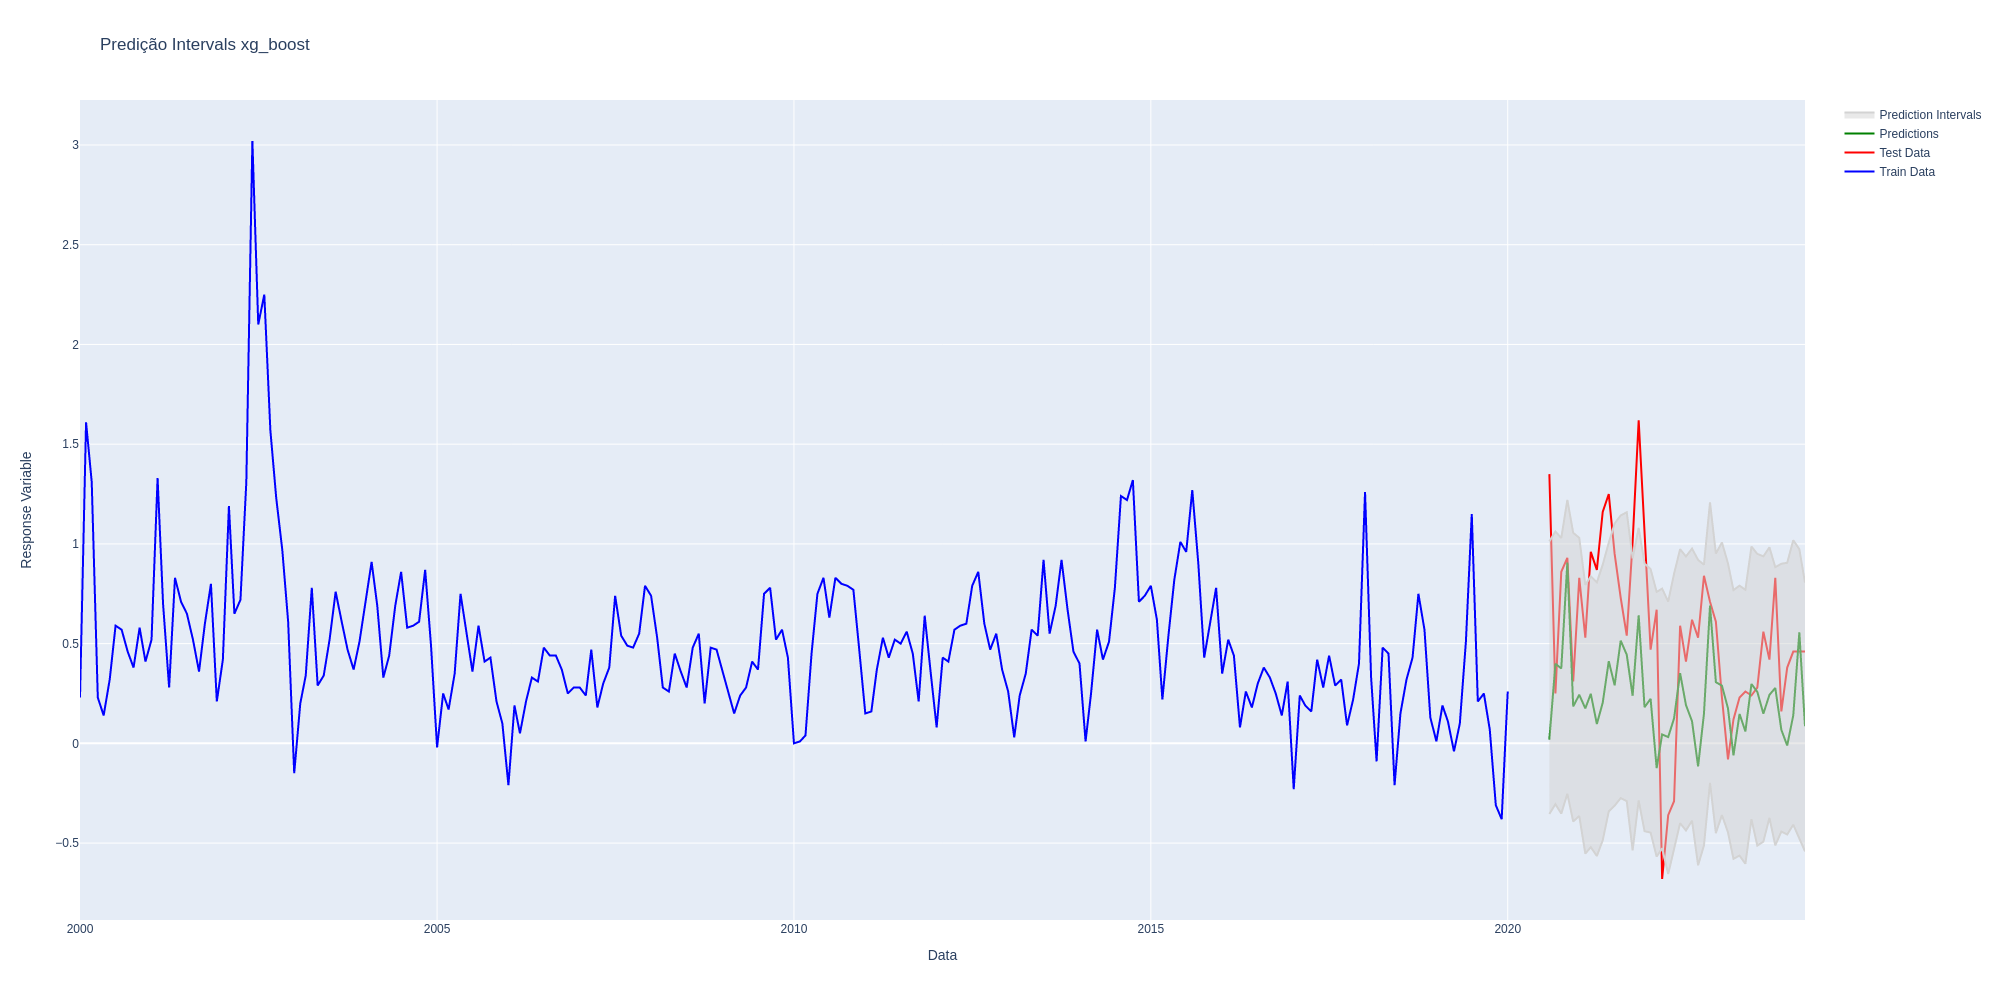 Predição Intervals xg_boost
Prediction Intervals
Predictions
Test Data
Train Data
Response Variable
3
2.5
2
1.5
1
0.5
0
−0.5
2000
2005
2010
2015
2020
Data